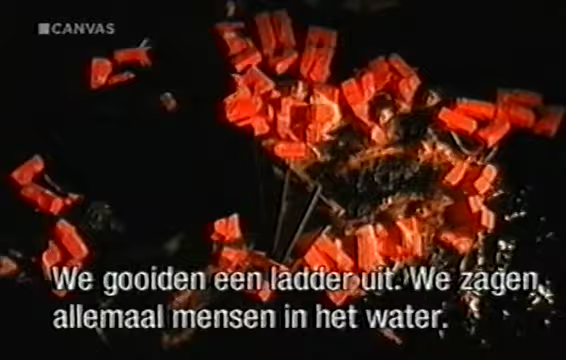 CANVAS
We gooiden een ladder uit. We zagen
allemaal mensen in het water.